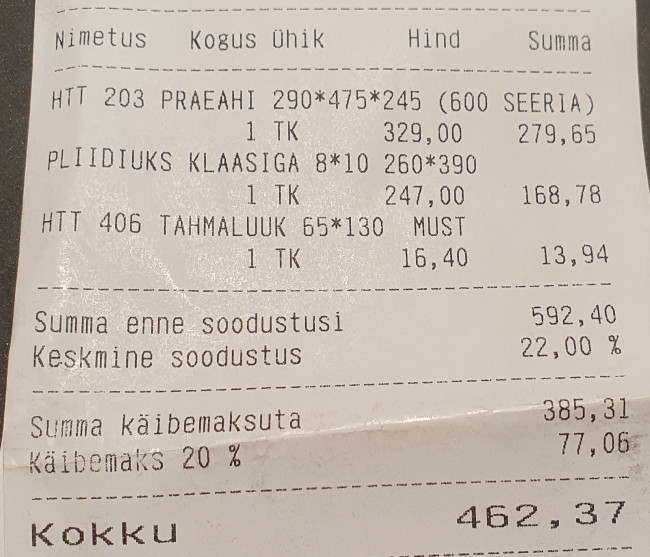 Nimetus Kogus Ühik Hind Summa
HTT 203 PRAEAHI 290*475*245 (600 SEERIA)
1 TK 329,00 279,65
PLIIDIUKS KLAASIGA 8*10 260*390
1 TK 247,00 168,78
HTT 406 TAHMALUUK 65*130 MUST
1 TK 16,40 13,94
Summa enne soodustusi 592,40
Keskmine soodustus 22,00 %
Summa käibemaksuta 385,31
Käibemaks 20 % 77,06
Kokku 462,37